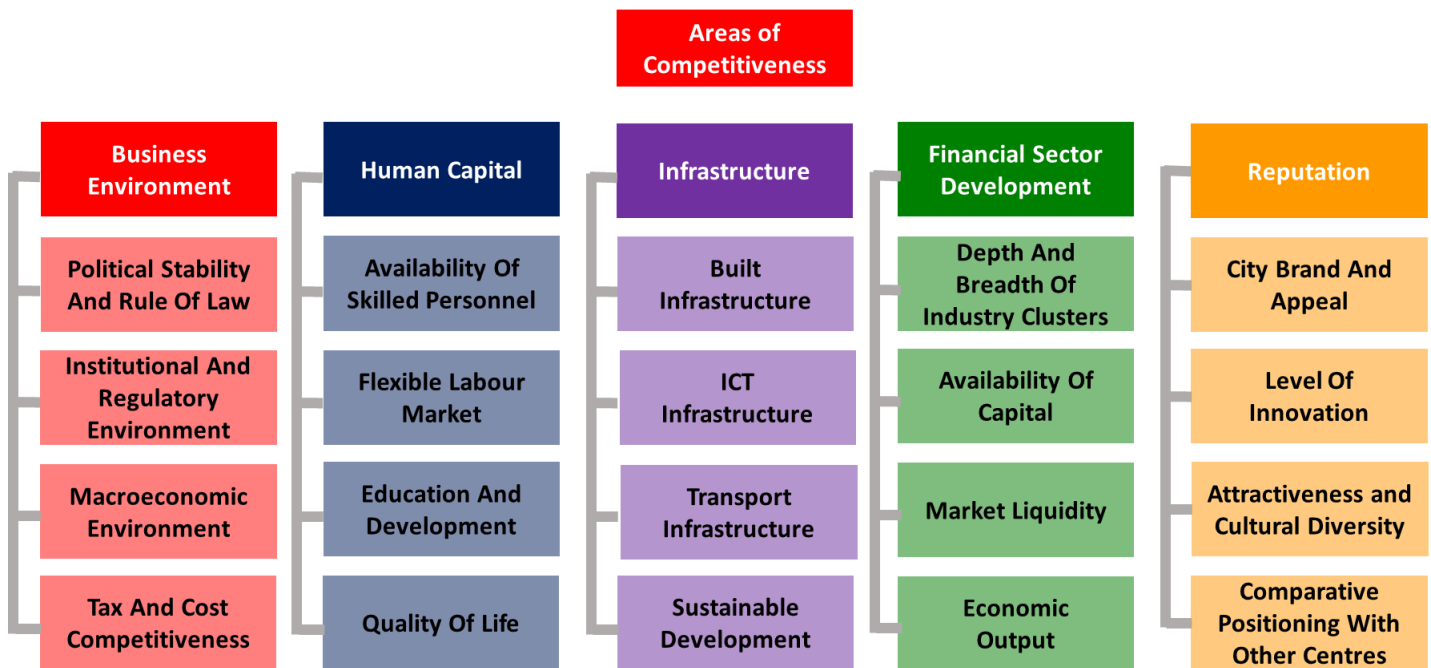 Areas of
Competitiveness
Business
Environment
Political Stability
And Rule Of Law
Institutional And
Regulatory
Environment
Macroeconomic
Environment
Tax And Cost
Competitiveness
Human Capital
Availability Of
Skilled Personnel
Flexible Labour
Market
Education And
Development
Quality Of Life
Infrastructure
Built
Infrastructure
ICT
Infrastructure
Transport
Infrastructure
Sustainable
Development
Financial Sector
Development
Depth And
Breadth Of
Industry Clusters
Availability Of
Capital
Market Liquidity
Economic
Output
Reputation
City Brand And
Appeal
Level Of
Innovation
Attractiveness and
Cultural Diversity
Comparative
Positioning With
Other Centres